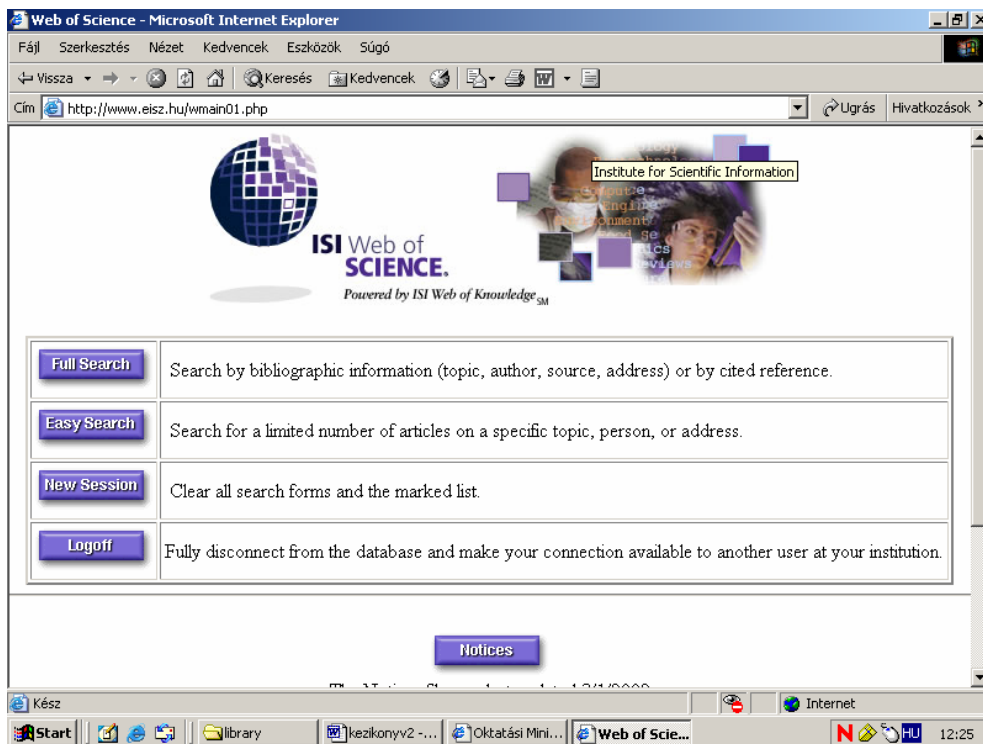 Web of Science - Microsoft Internet Explorer
Fájl Szerkesztés Nézet Kedvencek Eszközök Súgó
Vissza Keresés Kedvencek
Cím http://www.eisz.hu/wmain01.php Ugrás Hivatkozások
Institute for Scientific Information
ISI Web of
SCIENCE.
Powered by ISI Web of Knowledge SM
Full Search Search by bibliographic information (topic, author, source, address) or by cited reference.
Easy Search Search for a limited number of articles on a specific topic, person, or address.
New Session Clear all search forms and the marked list.
Logoff Fully disconnect from the database and make your connection available to another user at your institution.
Notices
Kész Internet
Start library kezikonyv2 -... Oktatási Mini... Web of Scie... N HU 12:25